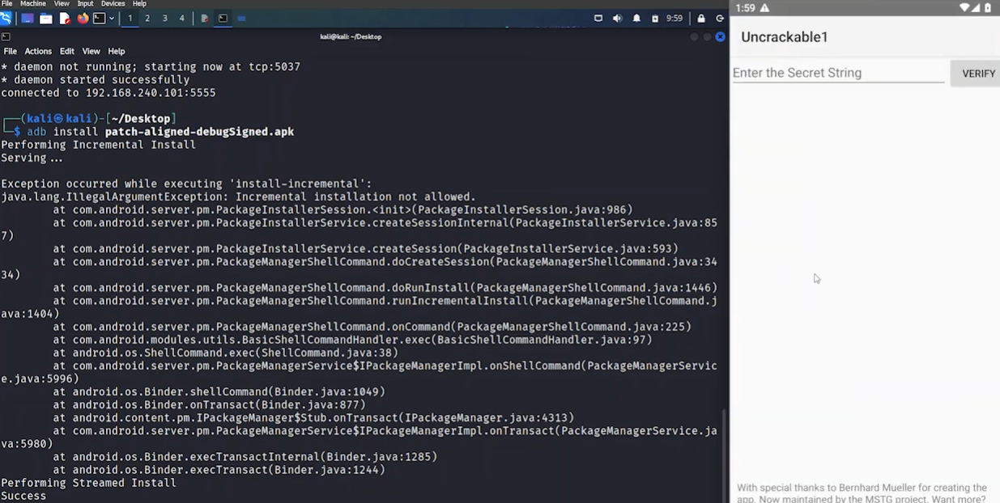 File Machine View Input Devices Help
1 2 3 4 9:59
kali@kali: ~/Desktop
File Actions Edit View Help
* daemon not running; starting now at tcp:5037
* daemon started successfully
connected to 192.168.240.101:5555
┌──(kali㉿kali)-[~/Desktop]
└─$ adb install patch-aligned-debugSigned.apk
Performing Incremental Install
Serving...
Exception occurred while executing 'install-incremental':
java.lang.IllegalArgumentException: Incremental installation not allowed.
at com.android.server.pm.PackageInstallerSession.<init>(PackageInstallerSession.java:986)
at com.android.server.pm.PackageInstallerService.createSessionInternal(PackageInstallerService.java:85
7)
at com.android.server.pm.PackageInstallerService.createSession(PackageInstallerService.java:593)
at com.android.server.pm.PackageManagerShellCommand.doCreateSession(PackageManagerShellCommand.java:34
34)
at com.android.server.pm.PackageManagerShellCommand.doRunInstall(PackageManagerShellCommand.java:1446)
at com.android.server.pm.PackageManagerShellCommand.runIncrementalInstall(PackageManagerShellCommand.j
ava:1404)
at com.android.server.pm.PackageManagerShellCommand.onCommand(PackageManagerShellCommand.java:225)
at com.android.modules.utils.BasicShellCommandHandler.exec(BasicShellCommandHandler.java:97)
at android.os.ShellCommand.exec(ShellCommand.java:38)
at com.android.server.pm.PackageManagerService$IPackageManagerImpl.onShellCommand(PackageManagerServic
e.java:5996)
at android.os.Binder.shellCommand(Binder.java:1049)
at android.os.Binder.onTransact(Binder.java:877)
at android.content.pm.IPackageManager$Stub.onTransact(IPackageManager.java:4313)
at com.android.server.pm.PackageManagerService$IPackageManagerImpl.onTransact(PackageManagerService.ja
va:5980)
at android.os.Binder.execTransactInternal(Binder.java:1285)
at android.os.Binder.execTransact(Binder.java:1244)
Performing Streamed Install
Success
1:59
Uncrackable1
Enter the Secret String
VERIFY
With special thanks to Bernhard Mueller for creating the
app. Now maintained by the MSTG project. Want more?